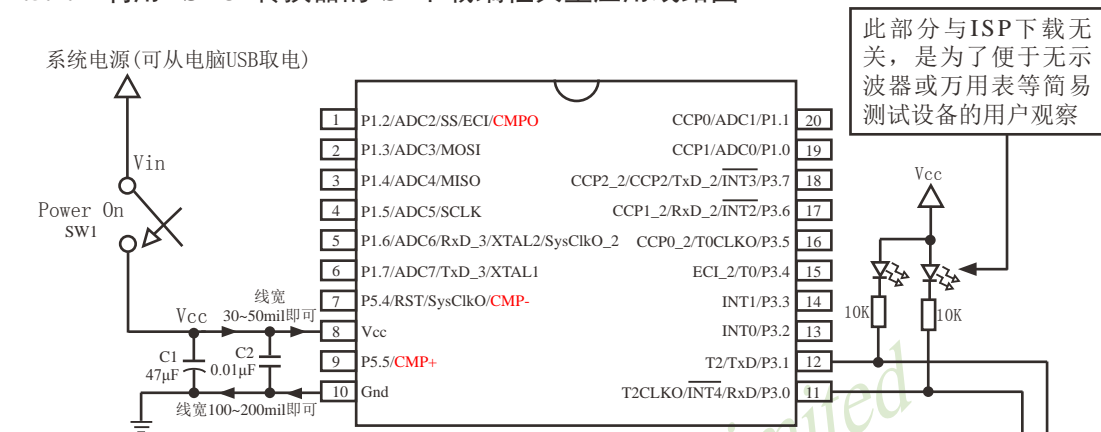 此部分与ISP下载无
关，是为了便于无示
波器或万用表等简易
测试设备的用户观察
系统电源(可从电脑USB取电)
Vin
Power On
SW1
Vcc
线宽
30~50mil即可
C1
47μF
C2
0.01μF
线宽100~200mil即可
1 P1.2/ADC2/SS/ECI/CMPO
2 P1.3/ADC3/MOSI
3 P1.4/ADC4/MISO
4 P1.5/ADC5/SCLK
5 P1.6/ADC6/RxD_3/XTAL2/SysClkO_2
6 P1.7/ADC7/TxD_3/XTAL1
7 P5.4/RST/SysClkO/CMP-
8 Vcc
9 P5.5/CMP+
10 Gnd
CCP0/ADC1/P1.1 20
CCP1/ADC0/P1.0 19
CCP2_2/CCP2/TxD_2/INT3/P3.7 18
CCP1_2/RxD_2/INT2/P3.6 17
CCP0_2/T0CLKO/P3.5 16
ECI_2/T0/P3.4 15
INT1/P3.3 14
INT0/P3.2 13
T2/TxD/P3.1 12
T2CLKO/INT4/RxD/P3.0 11
Vcc
10K
10K